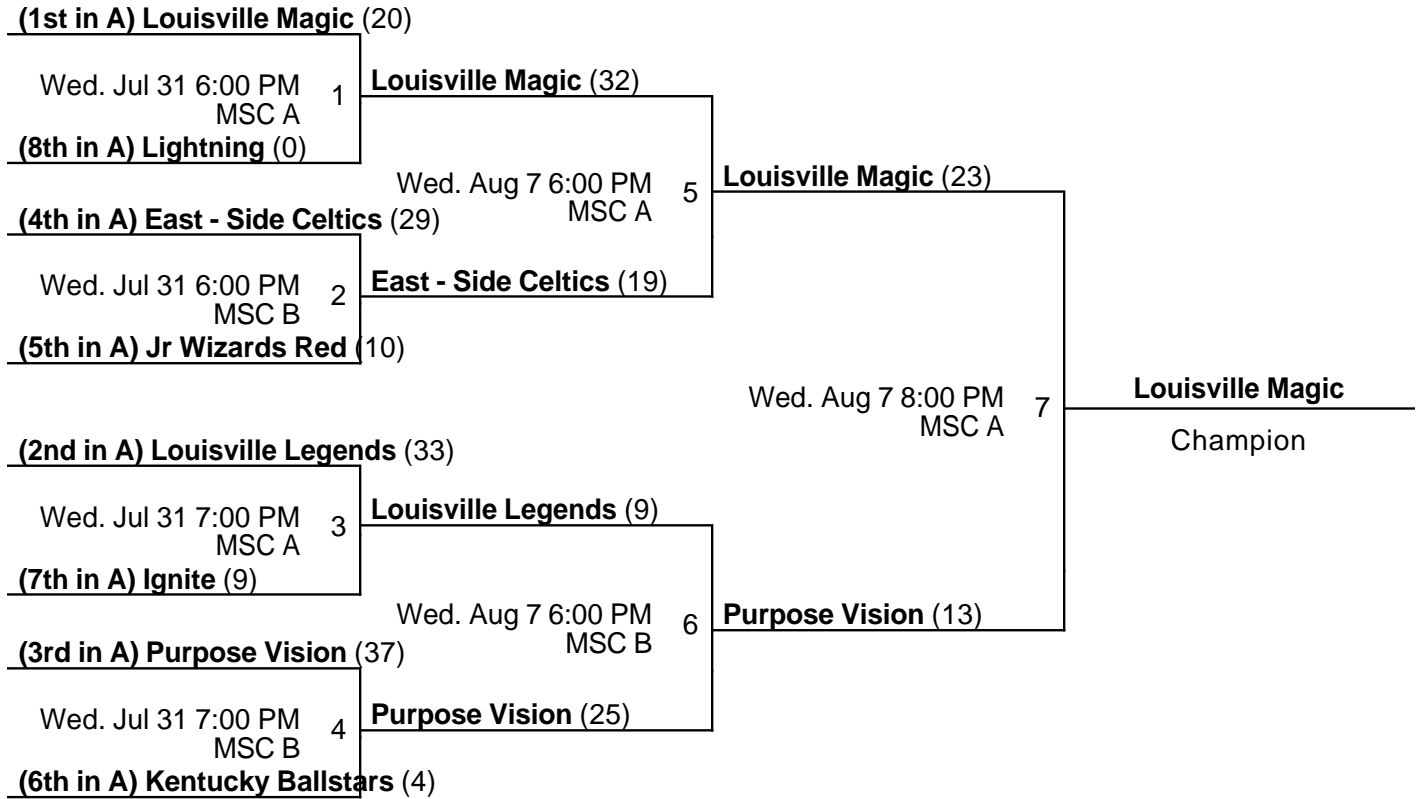 (1st in A) Louisville Magic (20)
Wed. Jul 31 6:00 PM
MSC A
1
(8th in A) Lightning (0)
Louisville Magic (32)
(4th in A) East - Side Celtics (29)
Wed. Jul 31 6:00 PM
MSC B
2
(5th in A) Jr Wizards Red (10)
East - Side Celtics (19)
Wed. Aug 7 6:00 PM
MSC A
5
Louisville Magic (23)
(2nd in A) Louisville Legends (33)
Wed. Jul 31 7:00 PM
MSC A
3
(7th in A) Ignite (9)
Louisville Legends (9)
(3rd in A) Purpose Vision (37)
Wed. Jul 31 7:00 PM
MSC B
4
(6th in A) Kentucky Ballstars (4)
Purpose Vision (25)
Wed. Aug 7 6:00 PM
MSC B
6
Purpose Vision (13)
Wed. Aug 7 8:00 PM
MSC A
7
Louisville Magic
Champion